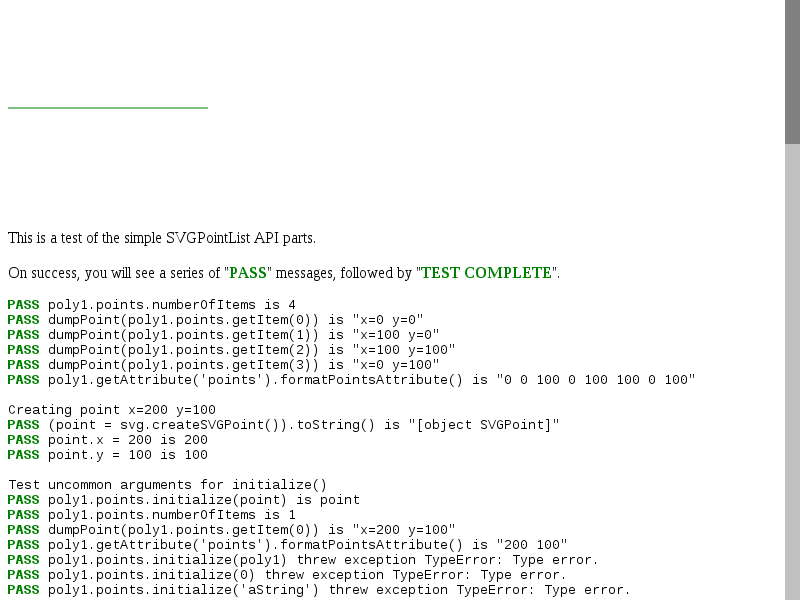 This is a test of the simple SVGPointList API parts.
On success, you will see a series of "PASS" messages, followed by "TEST COMPLETE".
PASS poly1.points.numberOfItems is 4
PASS dumpPoint(poly1.points.getItem(0)) is "x=0 y=0"
PASS dumpPoint(poly1.points.getItem(1)) is "x=100 y=0"
PASS dumpPoint(poly1.points.getItem(2)) is "x=100 y=100"
PASS dumpPoint(poly1.points.getItem(3)) is "x=0 y=100"
PASS poly1.getAttribute('points').formatPointsAttribute() is "0 0 100 0 100 100 0 100"
Creating point x=200 y=100
PASS (point = svg.createSVGPoint()).toString() is "[object SVGPoint]"
PASS point.x = 200 is 200
PASS point.y = 100 is 100
Test uncommon arguments for initialize()
PASS poly1.points.initialize(point) is point
PASS poly1.points.numberOfItems is 1
PASS dumpPoint(poly1.points.getItem(0)) is "x=200 y=100"
PASS poly1.getAttribute('points').formatPointsAttribute() is "200 100"
PASS poly1.points.initialize(poly1) threw exception TypeError: Type error.
PASS poly1.points.initialize(0) threw exception TypeError: Type error.
PASS poly1.points.initialize('aString') threw exception TypeError: Type error.